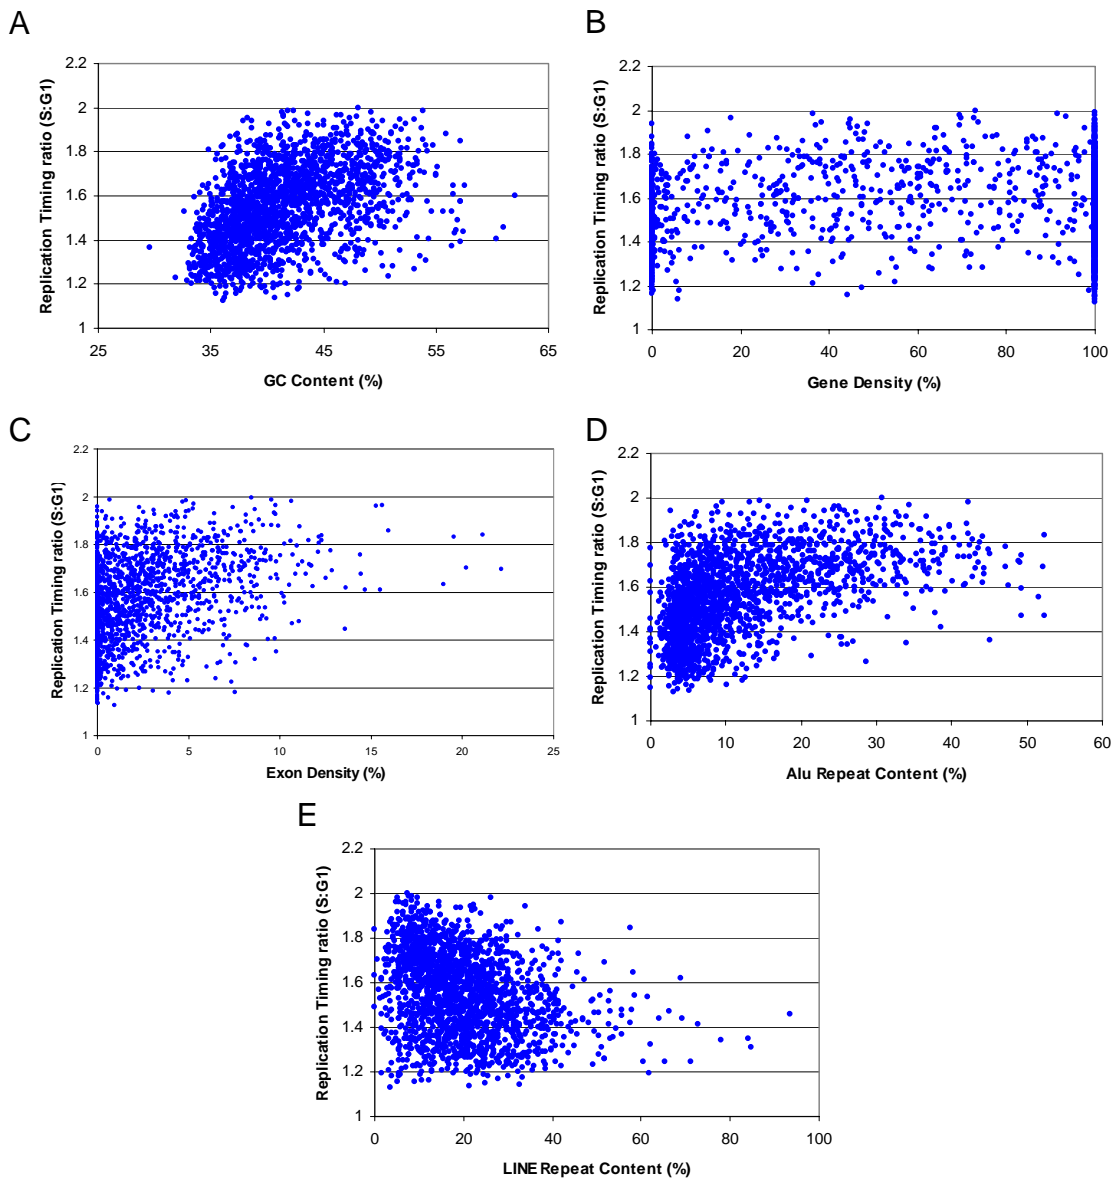 A
2.2
2
1.8
1.6
1.4
1.2
1
Replication Timing ratio (S:G1)
25 35 45 55 65
GC Content (%)
B
2.2
2
1.8
1.6
1.4
1.2
1
Replication Timing ratio (S:G1)
0 20 40 60 80 100
Gene Density (%)
C
2.2
2
1.8
1.6
1.4
1.2
1
Replication Timing ratio (S:G1)
0 5 10 15 20 25
Exon Density (%)
D
2.2
2
1.8
1.6
1.4
1.2
1
Replication Timing ratio (S:G1)
0 10 20 30 40 50 60
Alu Repeat Content (%)
E
2.2
2
1.8
1.6
1.4
1.2
1
Replication Timing ratio (S:G1)
0 20 40 60 80 100
LINE Repeat Content (%)